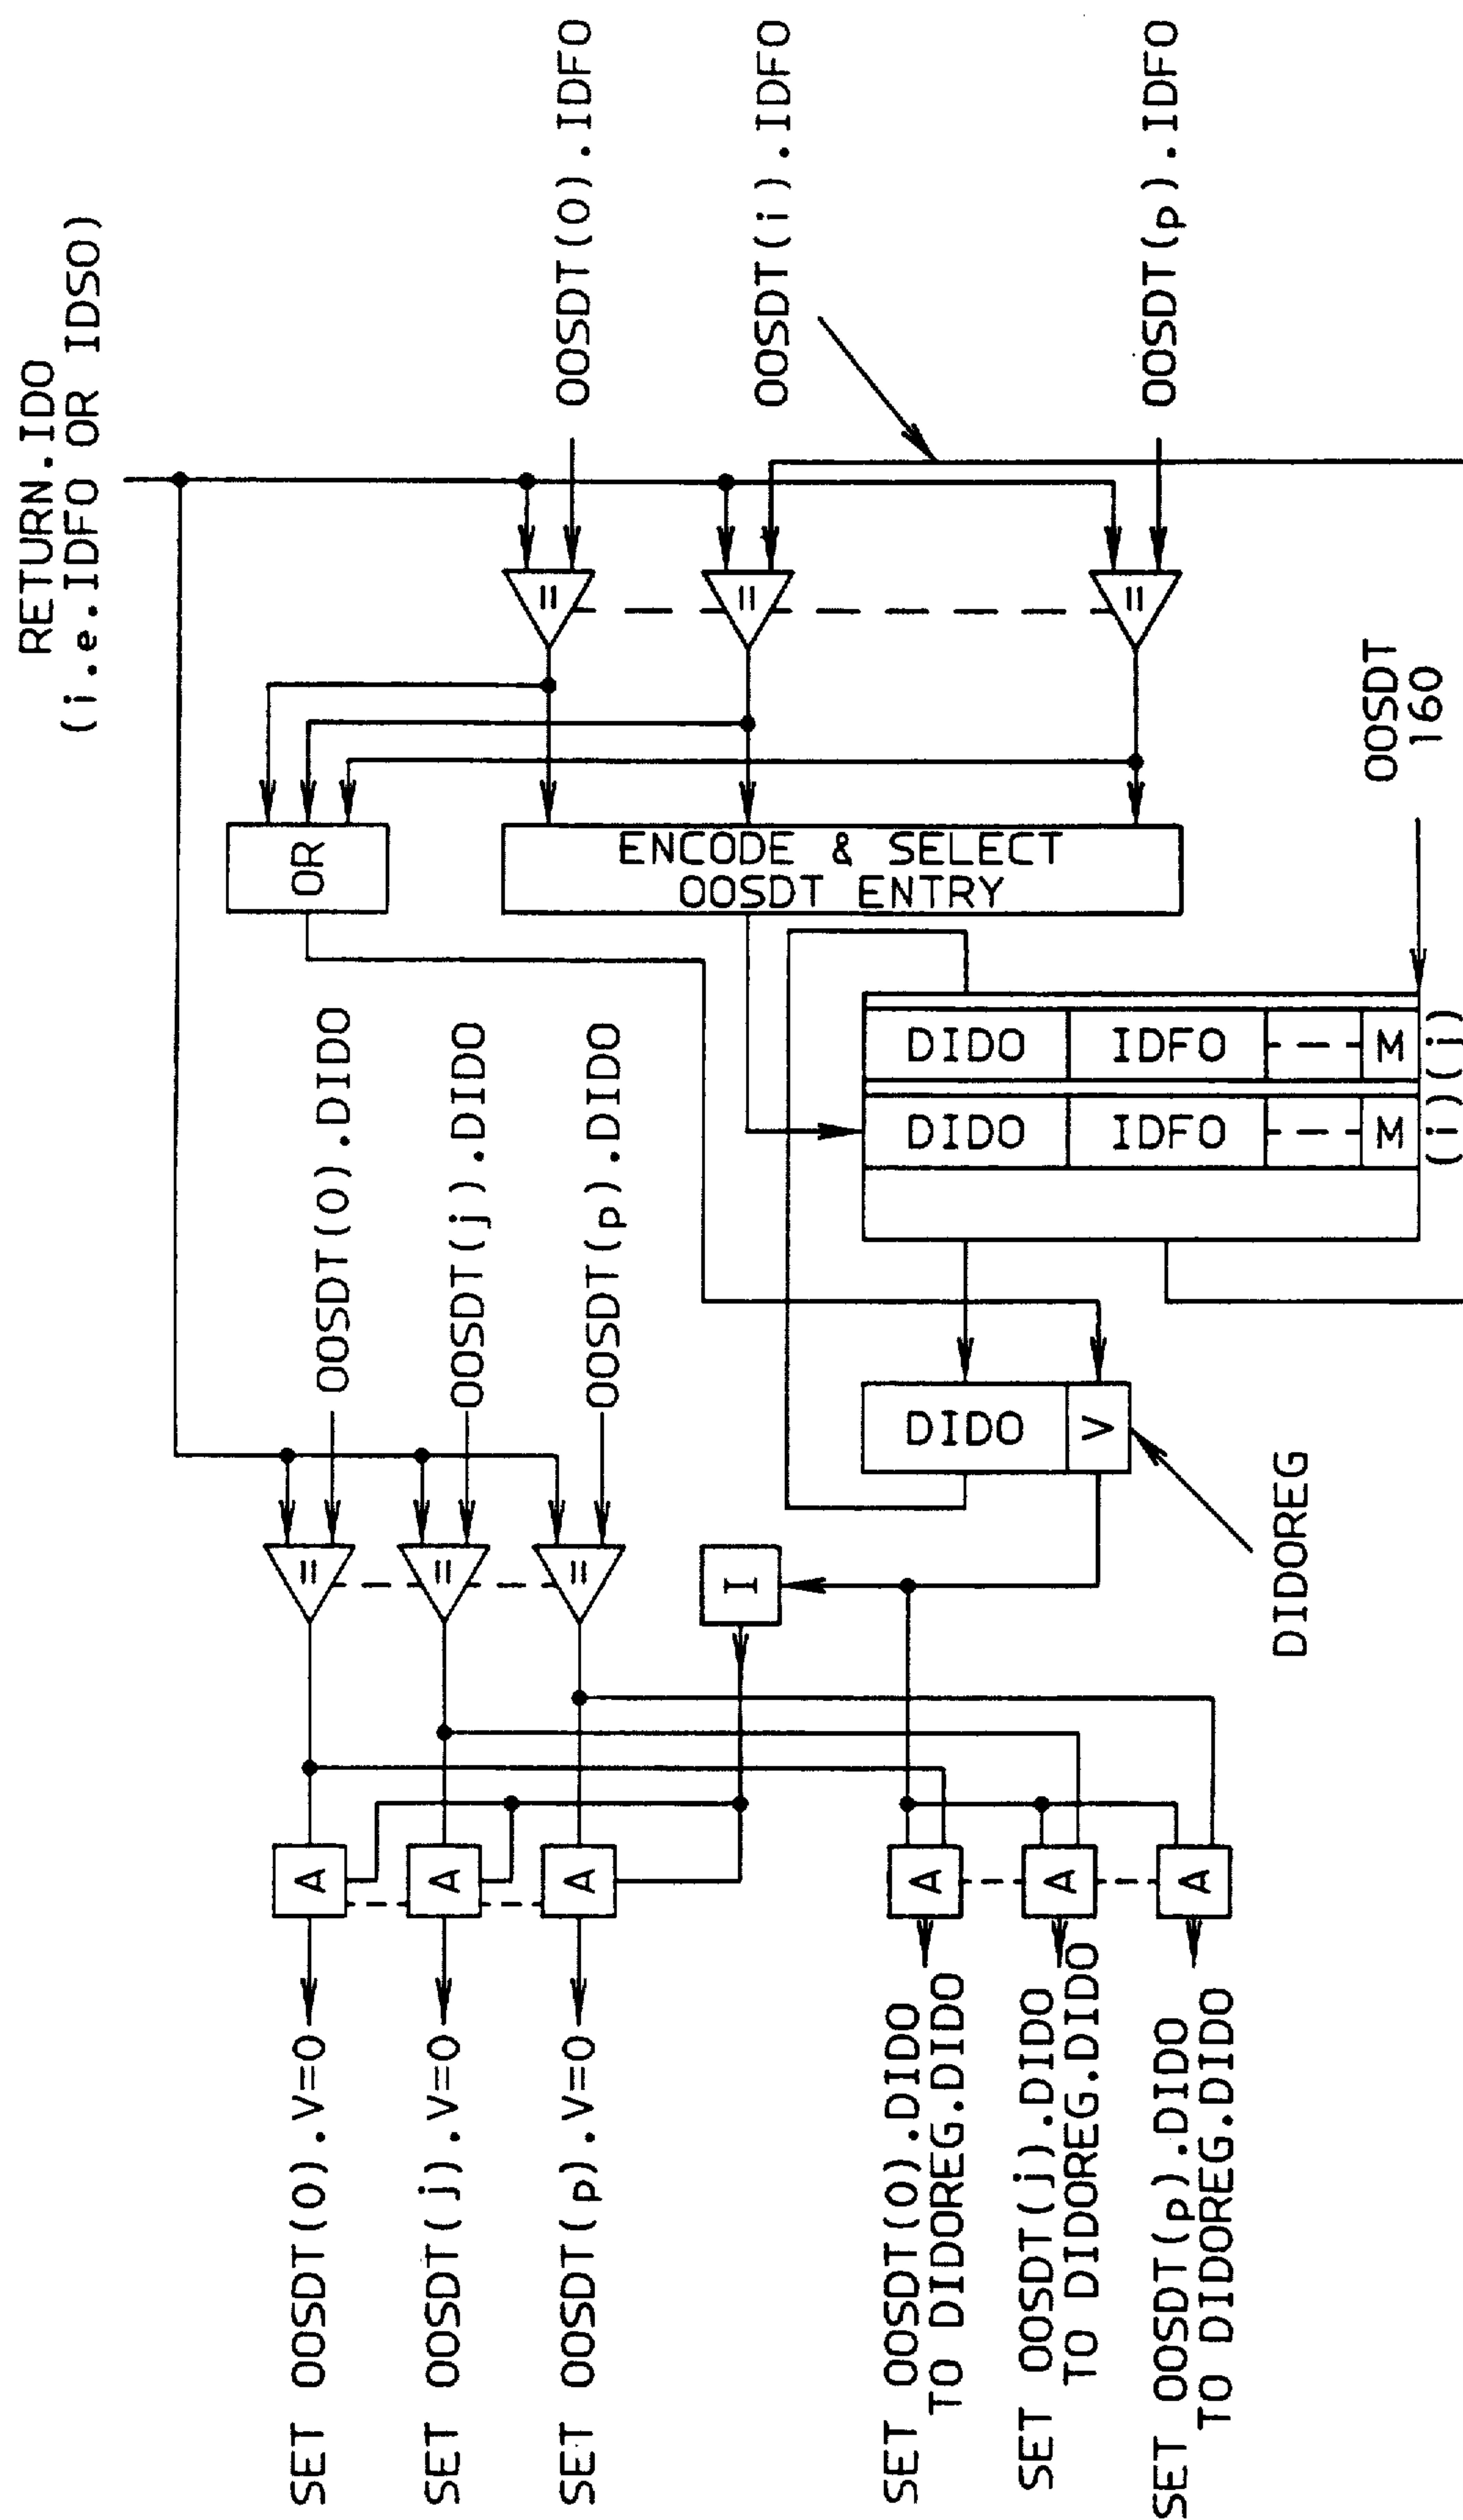 RETURN.IDO
(i.e.IDFO OR IDSO)
OOSDT(0).IDFO
OOSDT(i).IDFO
OOSDT(p).IDFO
=
=
=
OR
ENCODE & SELECT
OOSDT ENTRY
OOSDT
160
DIDO
IDFO
M
(j)
DIDO
IDFO
M
(i)
OOSDT(0).DIDO
OOSDT(j).DIDO
OOSDT(p).DIDO
=
=
=
DIDO
V
DIDOREG
I
A
A
A
A
A
A
SET OOSDT(0).V=0
SET OOSDT(j).V=0
SET OOSDT(p).V=0
SET OOSDT(0).DIDO
TO DIDOREG.DIDO
SET OOSDT(j).DIDO
TO DIDOREG.DIDO
SET OOSDT(p).DIDO
TO DIDOREG.DIDO